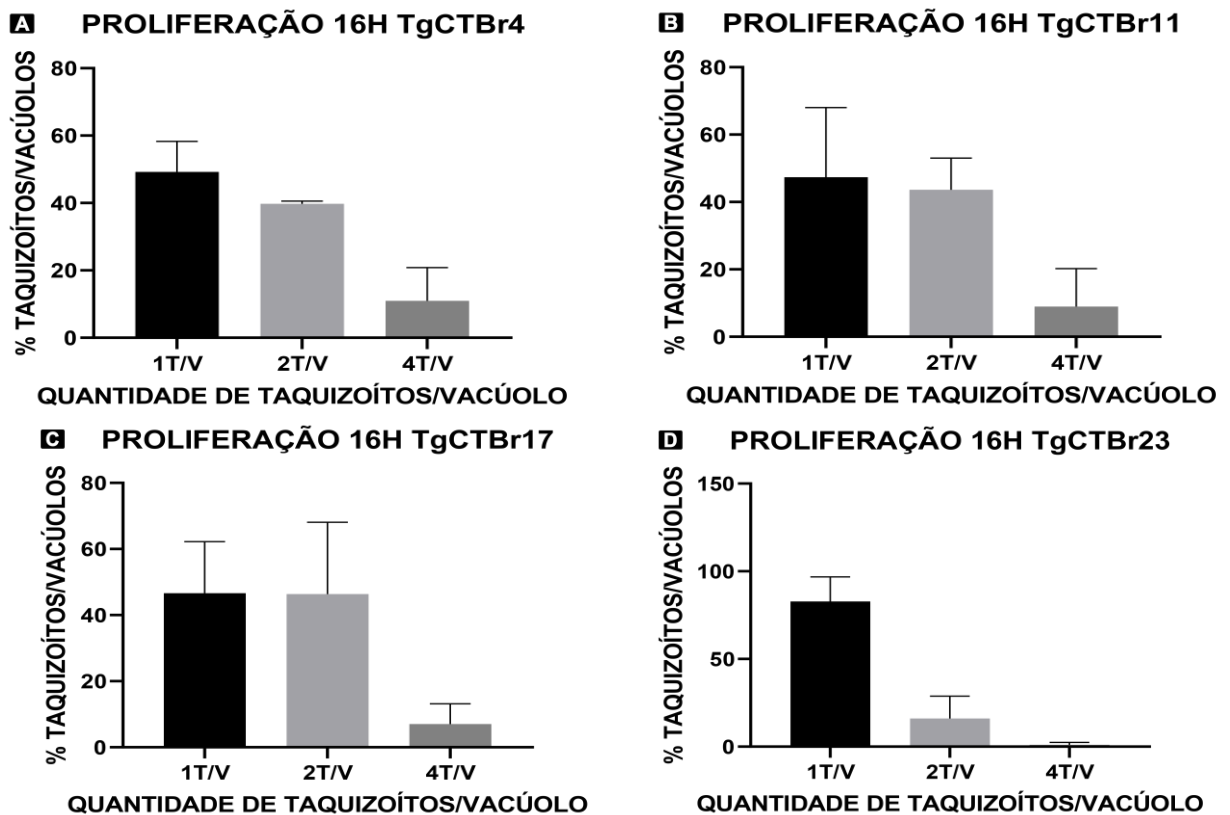 A PROLIFERAÇÃO 16H TgCTBr4
% TAQUIZOÍTOS/VACÚOLOS
80
60
40
20
0
1T/V 2T/V 4T/V
QUANTIDADE DE TAQUIZOÍTOS/VACÚOLO
B PROLIFERAÇÃO 16H TgCTBr11
% TAQUIZOÍTOS/VACÚOLOS
80
60
40
20
0
1T/V 2T/V 4T/V
QUANTIDADE DE TAQUIZOÍTOS/VACÚOLO
C PROLIFERAÇÃO 16H TgCTBr17
% TAQUIZOÍTOS/VACÚOLOS
80
60
40
20
0
1T/V 2T/V 4T/V
QUANTIDADE DE TAQUIZOÍTOS/VACÚOLO
D PROLIFERAÇÃO 16H TgCTBr23
% TAQUIZOÍTOS/VACÚOLOS
150
100
50
0
1T/V 2T/V 4T/V
QUANTIDADE DE TAQUIZOÍTOS/VACÚOLO